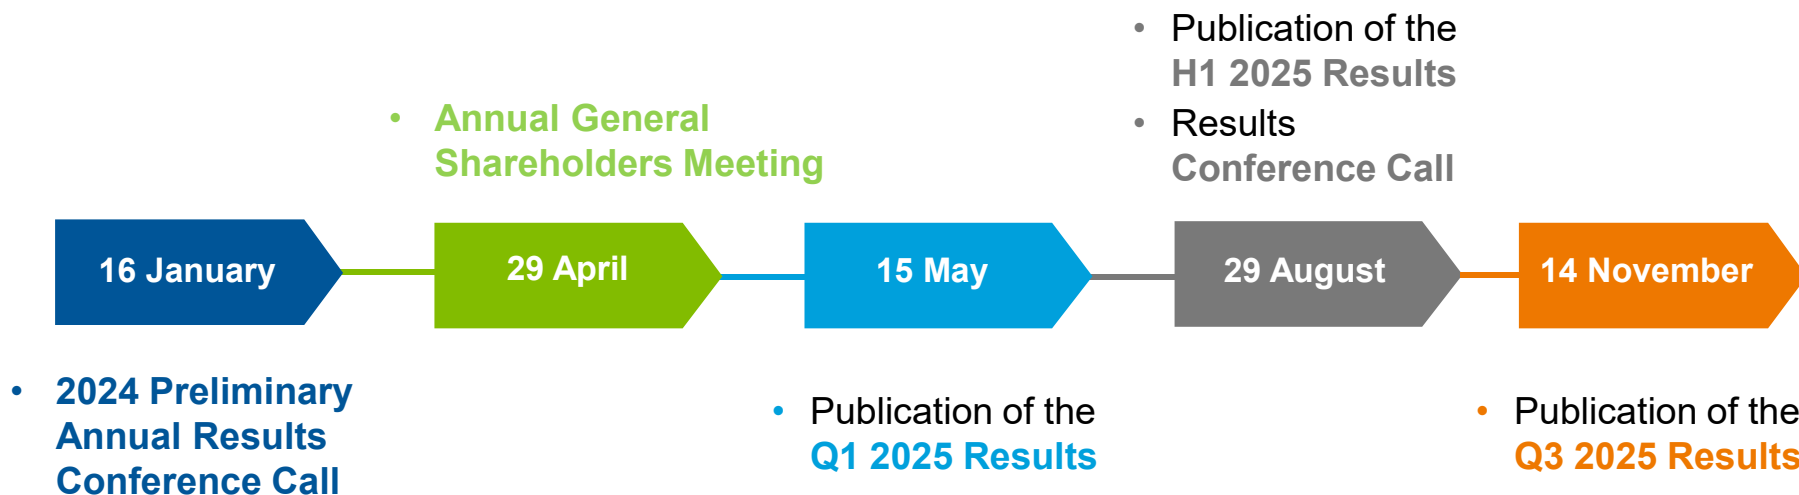 • Publication of the
H1 2025 Results
• Results
Conference Call
• Annual General
Shareholders Meeting
16 January
29 April
15 May
29 August
14 November
• 2024 Preliminary
Annual Results
Conference Call
• Publication of the
Q1 2025 Results
• Publication of the
Q3 2025 Results